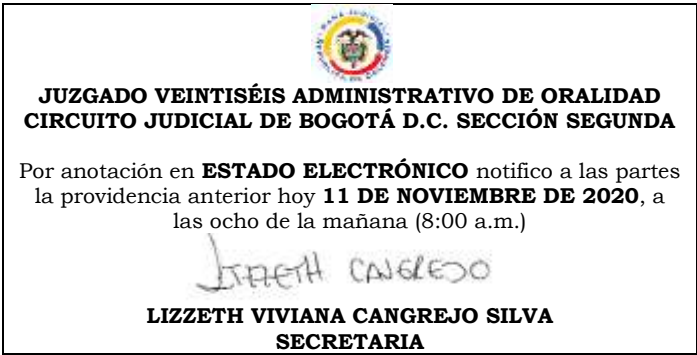 JUZGADO VEINTISÉIS ADMINISTRATIVO DE ORALIDAD
CIRCUITO JUDICIAL DE BOGOTÁ D.C. SECCIÓN SEGUNDA
Por anotación en ESTADO ELECTRÓNICO notifico a las partes
la providencia anterior hoy 11 DE NOVIEMBRE DE 2020, a
las ocho de la mañana (8:00 a.m.)
LIZZETH CANGREJO
LIZZETH VIVIANA CANGREJO SILVA
SECRETARIA